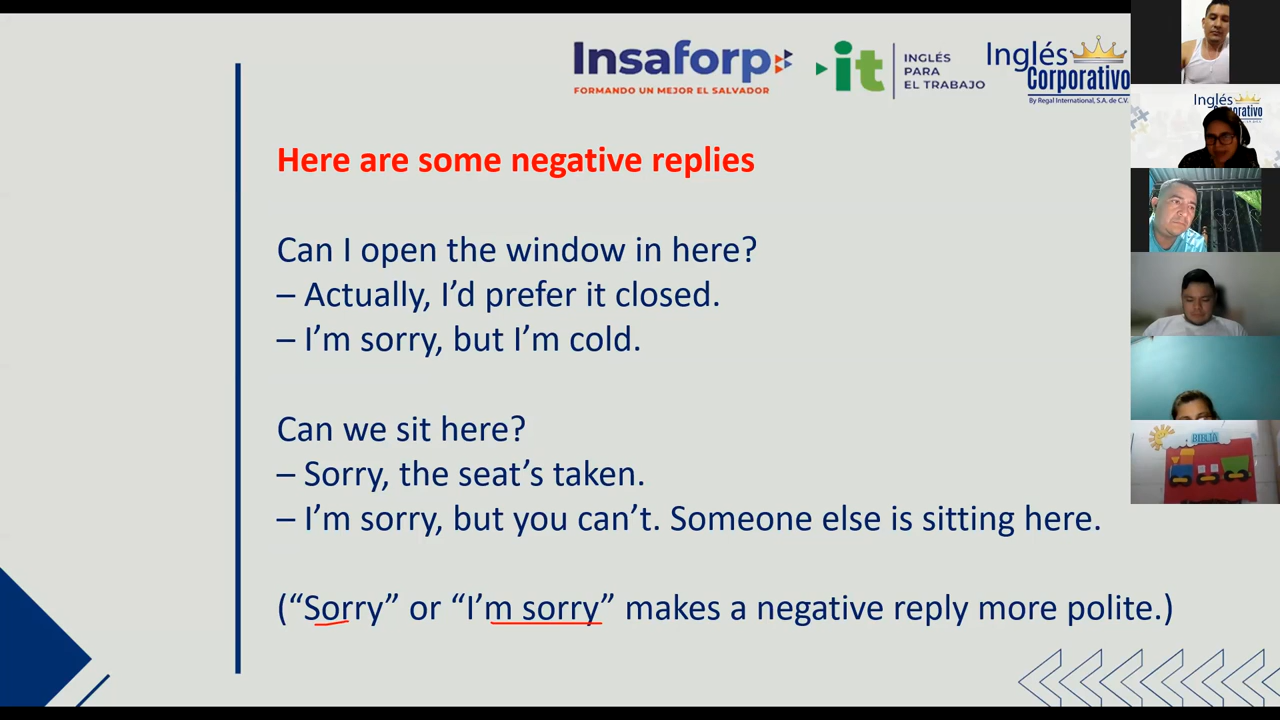 Insaforp
FORMANDO UN MEJOR EL SALVADOR
it
INGLÉS
PARA
EL TRABAJO
Inglés
Corporativo
By Regal International, S.A. de C.V.
Here are some negative replies
Can I open the window in here?
– Actually, I’d prefer it closed.
– I’m sorry, but I’m cold.
Can we sit here?
– Sorry, the seat’s taken.
– I’m sorry, but you can’t. Someone else is sitting here.
(“Sorry” or “I’m sorry” makes a negative reply more polite.)
Inglés
BIBLIA